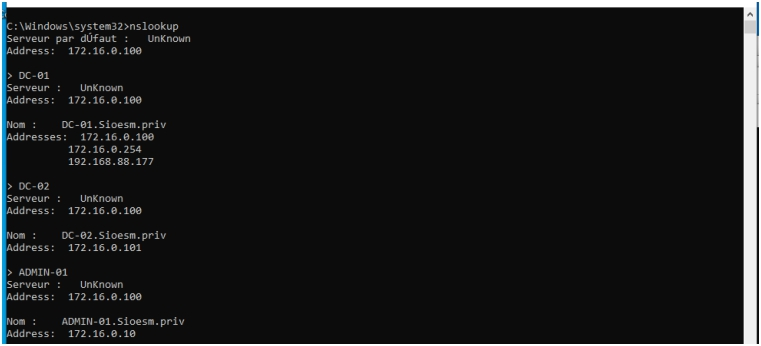 C:\Windows\system32>nslookup
Serveur par dÚfaut :   UnKnown
Address:  172.16.0.100
> DC-01
Serveur :   UnKnown
Address:  172.16.0.100
Nom :    DC-01.Sioesm.priv
Addresses:  172.16.0.100
172.16.0.254
192.168.88.177
> DC-02
Serveur :   UnKnown
Address:  172.16.0.100
Nom :    DC-02.Sioesm.priv
Address:  172.16.0.101
> ADMIN-01
Serveur :   UnKnown
Address:  172.16.0.100
Nom :    ADMIN-01.Sioesm.priv
Address:  172.16.0.10